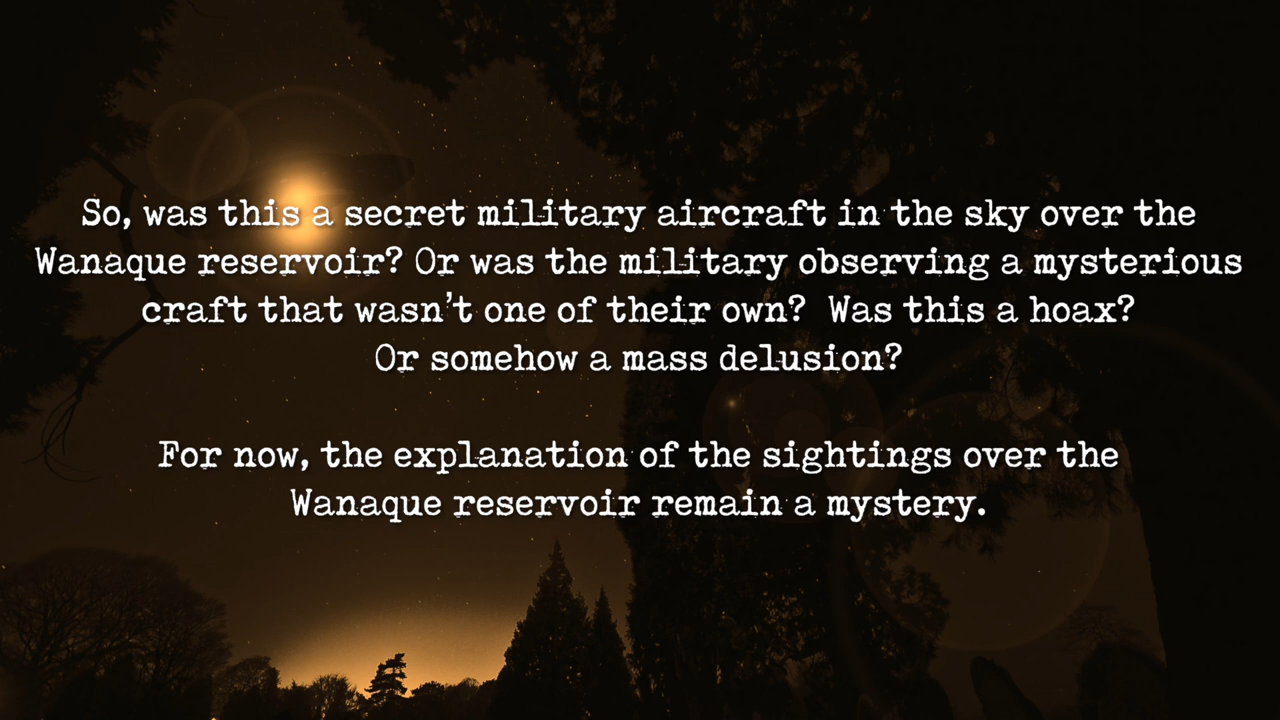 So, was this a secret military aircraft in the sky over the
Wanaque reservoir? Or was the military observing a mysterious
craft that wasn't one of their own?  Was this a hoax?
Or somehow a mass delusion?
For now, the explanation of the sightings over the
Wanaque reservoir remain a mystery.